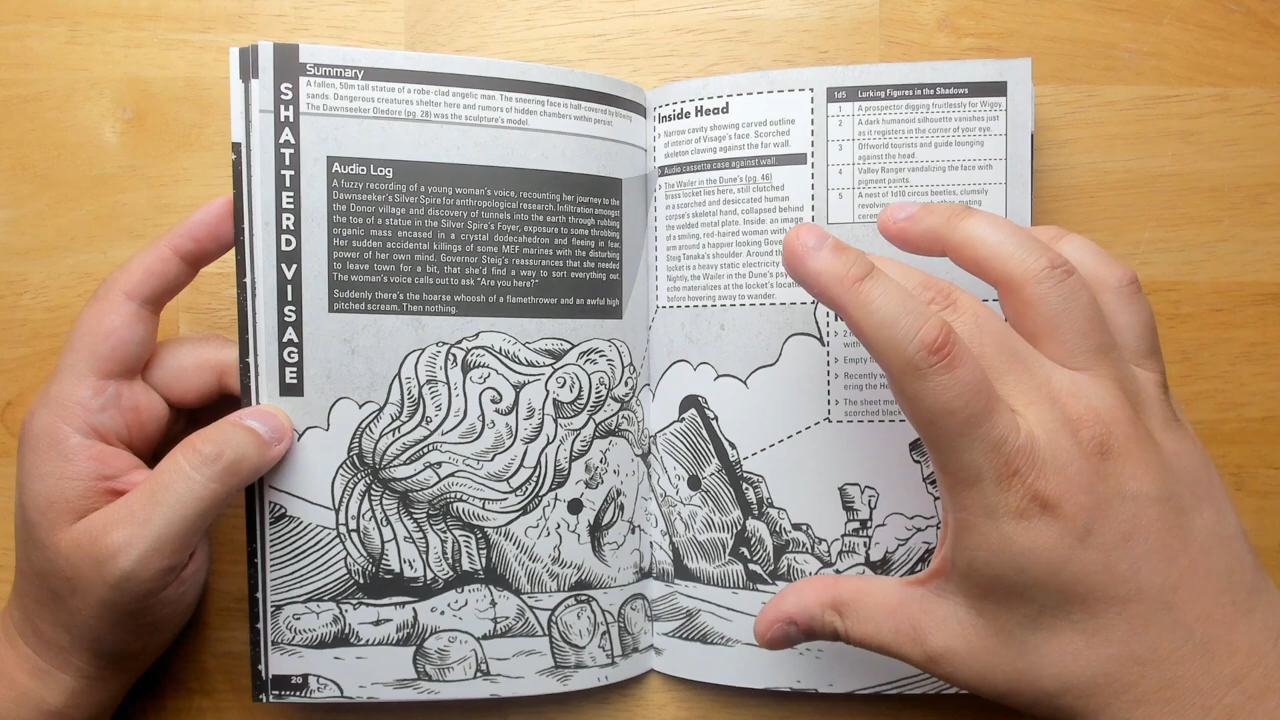 SHATTERD VISAGE
Summary
A fallen, 50m tall statue of a robe-clad angelic man. The sneering face is half-covered by blowing
sands. Dangerous creatures shelter here and rumors of hidden chambers within persist.
The Dawnseeker Oledore (pg. 28) was the sculpture's model.
Audio Log
A fuzzy recording of a young woman's voice, recounting her journey to the
Dawnseeker's Silver Spire for anthropological research. Infiltration amongst
the Donor village and discovery of tunnels into the earth through rubbing
the toe of a statue in the Silver Spire's Foyer, exposure to some throbbing
organic mass encased in a crystal dodecahedron and fleeing in fear.
Her sudden accidental killings of some MEF marines with the disturbing
power of her own mind. Governor Steig's reassurances that she needed
to leave town for a bit, that she'd find a way to sort everything out.
The woman's voice calls out to ask "Are you here?"
Suddenly there's the hoarse whoosh of a flamethrower and an awful high
pitched scream. Then nothing.
20
Inside Head
Narrow cavity showing carved outline
of interior of Visage's face. Scorched
skeleton clawing against the far wall.
Audio cassette case against wall.
The Wailer in the Dune's (pg. 46)
brass locket lies here, still clutched
in a scorched and desiccated human
corpse's skeletal hand, collapsed behind
the welded metal plate. Inside: an image
of a smiling, red-haired woman with
arm around a happier looking
Steig Tanaka's shoulder. Around
locket is a heavy static electricity
Nightly, the Wailer in the Dune's
echo materializes at the locket's
before hovering away to wander.
1d5 Lurking Figures in the Shadows
1 A prospector digging fruitlessly for Wigoy.
2 A dark humanoid silhouette vanishes just
as it registers in the corner of your eye.
3 Offworld tourists and guide lounging
against the head.
4 Valley Ranger vandalizing the face with
pigment paints.
5 A nest of 1d10 circus beetles, clumsily
revolving other, mating
2
with
Empty
Recently
ering the
The sheet
scorched black